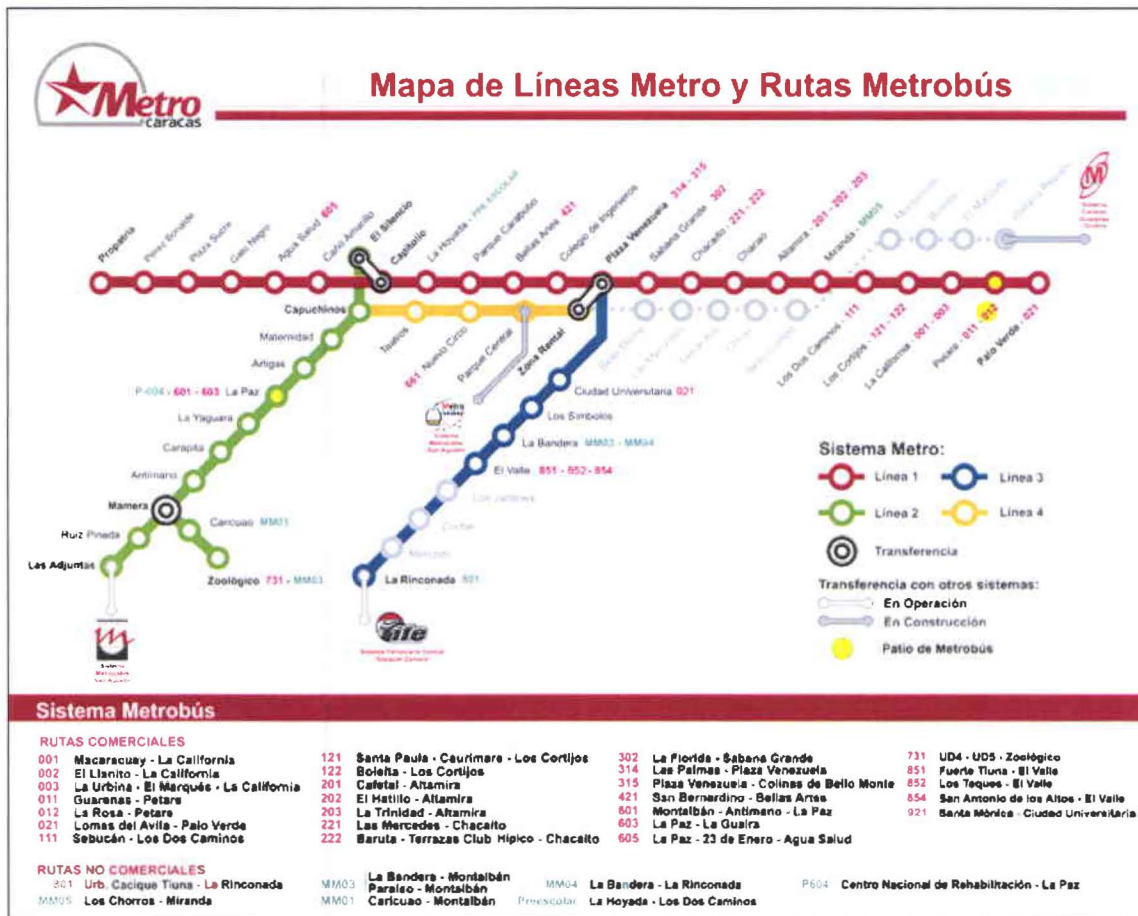 Metro
caracas
Mapa de Líneas Metro y Rutas Metrobús
Propatria
Pérez Bonalde
Plaza Sucre
Gato Negro
Agua Salud 605
Caño Amarillo
El Silencio
Capitolio
La Hoyada - PREESCOLAR
Parque Carabobo
Bellas Artes 421
Colegio de Ingenieros
Plaza Venezuela 314 - 315
Sabana Grande 302
Chacaíto 221 - 222
Chacao
Altamira 201 - 202 - 203
Miranda - MM05
Los Dos Caminos - 111
Los Cortijos - 121 - 122
La California - 001 - 003
Petare - 011 - 012
Palo Verde - 021
Capuchinos
Teatros
661 Nuevo Circo
Parque Central
Zona Rental
Maternidad
Artigas
P-604 - 601 - 603 La Paz
La Yaguara
Carapita
Antímano
Mamera
Caricuao MM01
Ruiz Pineda
Las Adjuntas
Zoológico 731 - MM03
Ciudad Universitaria 921
Los Símbolos
La Bandera MM03 - MM04
El Valle 851 - 852 - 854
Los Jardines
Coche
Mercado
La Rinconada 801
ife
Sistema Metro:
Línea 1
Línea 3
Línea 2
Línea 4
Transferencia
Transferencia con otros sistemas:
En Operación
En Construcción
Patio de Metrobús
Sistema Metrobús
RUTAS COMERCIALES
001 Macaracuay - La California
002 El Llanito - La California
003 La Urbina - El Marqués - La California
011 Guarenas - Petare
012 La Rosa - Petare
021 Lomas del Avila - Palo Verde
111 Sebucán - Los Dos Caminos
121 Santa Paula - Caurimare - Los Cortijos
122 Boleíta - Los Cortijos
201 Cafetal - Altamira
202 El Hatillo - Altamira
203 La Trinidad - Altamira
221 Las Mercedes - Chacaíto
222 Baruta - Terrazas Club Hípico - Chacaíto
302 La Florida - Sabana Grande
314 Las Palmas - Plaza Venezuela
315 Plaza Venezuela - Colinas de Bello Monte
421 San Bernardino - Bellas Artes
601 Montalbán - Antímano - La Paz
603 La Paz - La Guaira
605 La Paz - 23 de Enero - Agua Salud
731 UD4 - UD5 - Zoológico
851 Fuerte Tiuna - El Valle
852 Los Teques - El Valle
854 San Antonio de los Altos - El Valle
921 Santa Mónica - Ciudad Universitaria
RUTAS NO COMERCIALES
801 Urb. Cacique Tiuna - La Rinconada
MM05 Los Chorros - Miranda
MM03 La Bandera - Montalbán
Paraíso - Montalbán
MM01 Caricuao - Montalbán
MM04 La Bandera - La Rinconada
Preescolar La Hoyada - Los Dos Caminos
P604 Centro Nacional de Rehabilitación - La Paz